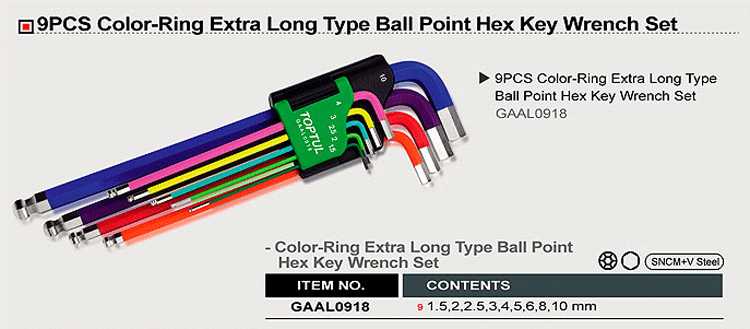 9PCS Color-Ring Extra Long Type Ball Point Hex Key Wrench Set
9PCS Color-Ring Extra Long Type
Ball Point Hex Key Wrench Set
GAAL0918
10
4
3
2.5
2
1.5
TOPTUL
GAAL0918
- Color-Ring Extra Long Type Ball Point
Hex Key Wrench Set
SNCM+V Steel
ITEM NO. CONTENTS
GAAL0918 9 1.5,2,2.5,3,4,5,6,8,10 mm